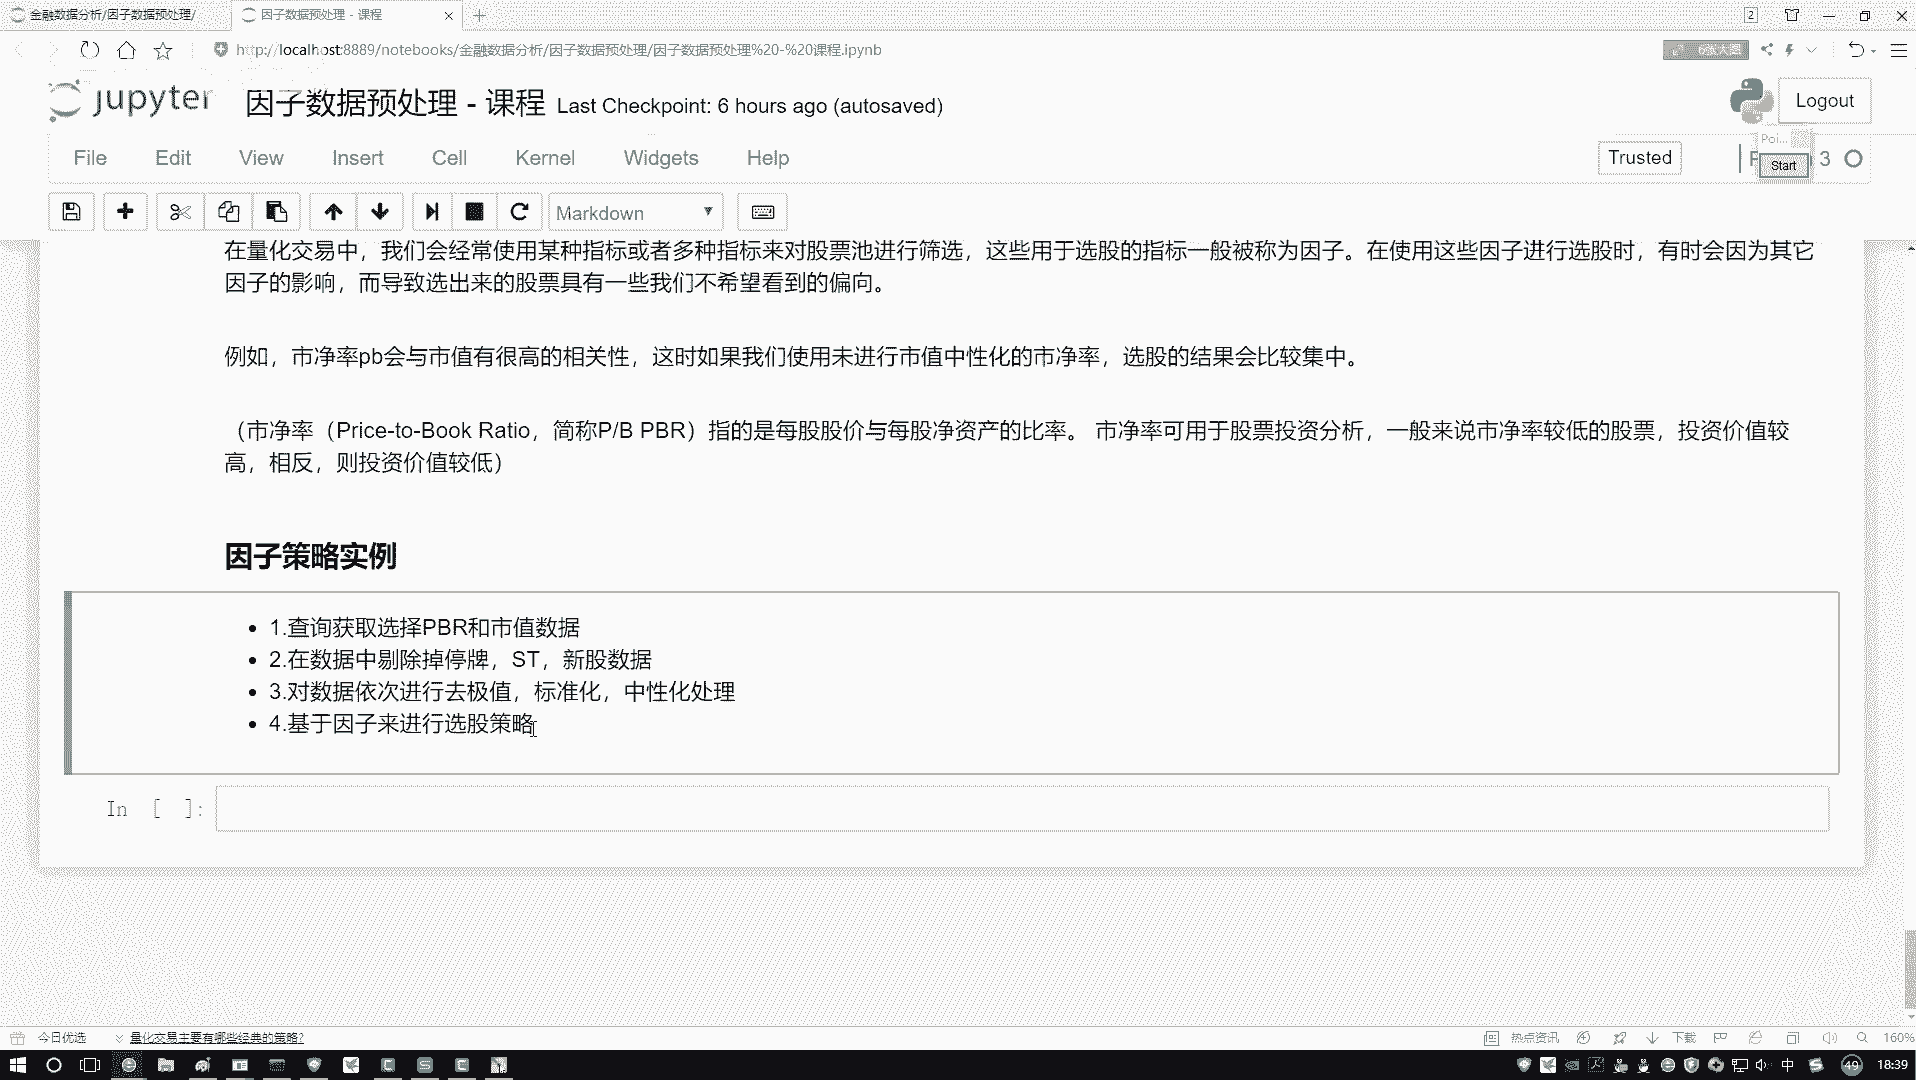 金融数据分析/因子数据预处理/
因子数据预处理 - 课程
2
http://localhost:8889/notebooks/金融数据分析/因子数据预处理/因子数据预处理%20-%20课程.ipynb
6张大图
jupyter
因子数据预处理 - 课程 Last Checkpoint: 6 hours ago (autosaved)
Logout
File Edit View Insert Cell Kernel Widgets Help
Poi...
Trusted
Start
3
Markdown
在量化交易中，我们会经常使用某种指标或者多种指标来对股票池进行筛选，这些用于选股的指标一般被称为因子。在使用这些因子进行选股时，有时会因为其它
因子的影响，而导致选出来的股票具有一些我们不希望看到的偏向。
例如，市净率pb会与市值有很高的相关性，这时如果我们使用未进行市值中性化的市净率，选股的结果会比较集中。
（市净率（Price-to-Book Ratio，简称P/B PBR）指的是每股股价与每股净资产的比率。 市净率可用于股票投资分析，一般来说市净率较低的股票，投资价值较
高，相反，则投资价值较低）
因子策略实例
1.查询获取选择PBR和市值数据
2.在数据中剔除掉停牌，ST，新股数据
3.对数据依次进行去极值，标准化，中性化处理
4.基于因子来进行选股策略
In [ ]:
今日优选
量化交易主要有哪些经典的策略?
热点资讯
下载
160%
中
49
18:39